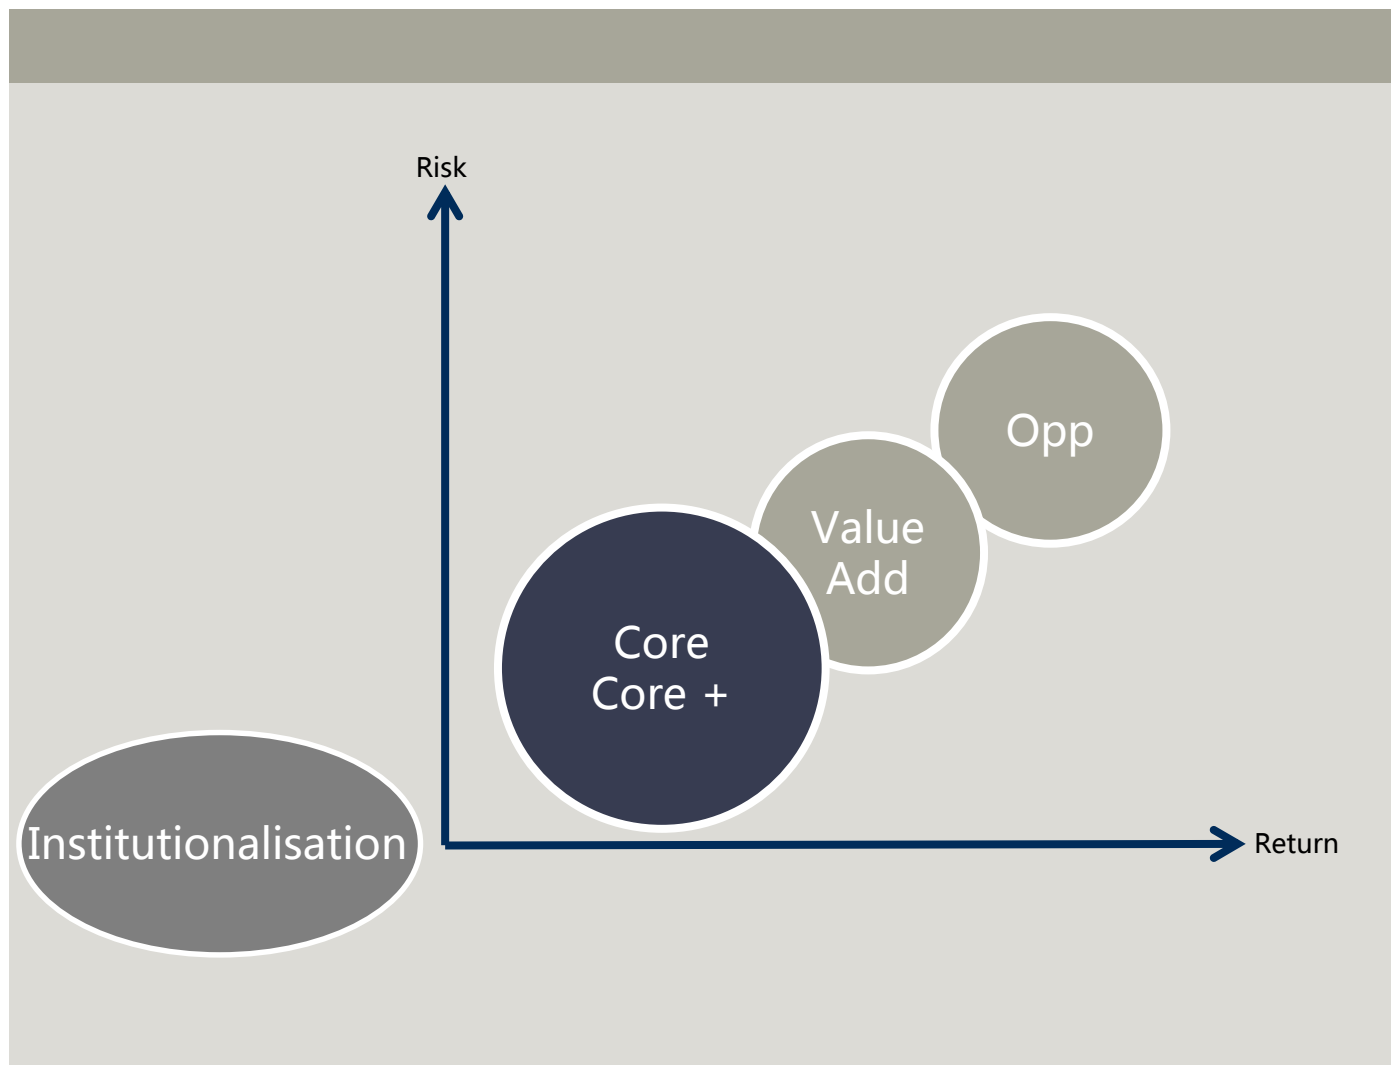 Risk
Opp
Value
Add
Core
Core +
Institutionalisation
Return